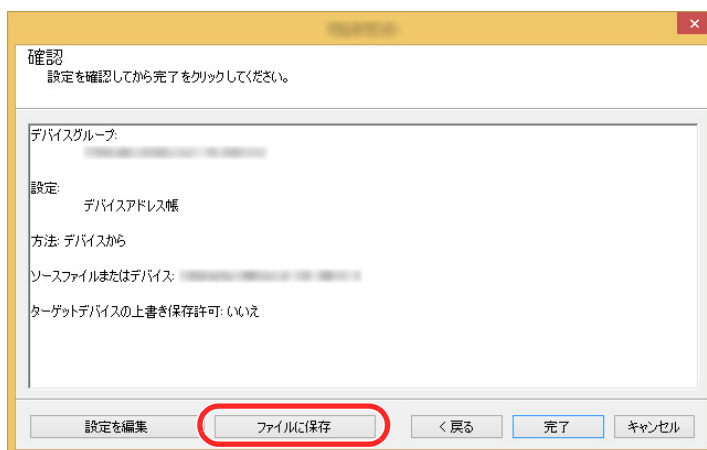 確認
設定を確認してから完了をクリックしてください。
デバイスグループ:
設定:
デバイスアドレス帳
方法: デバイスから
ソースファイルまたはデバイス:
ターゲットデバイスの上書き保存許可: いいえ
設定を編集 ファイルに保存 < 戻る 完了 キャンセル